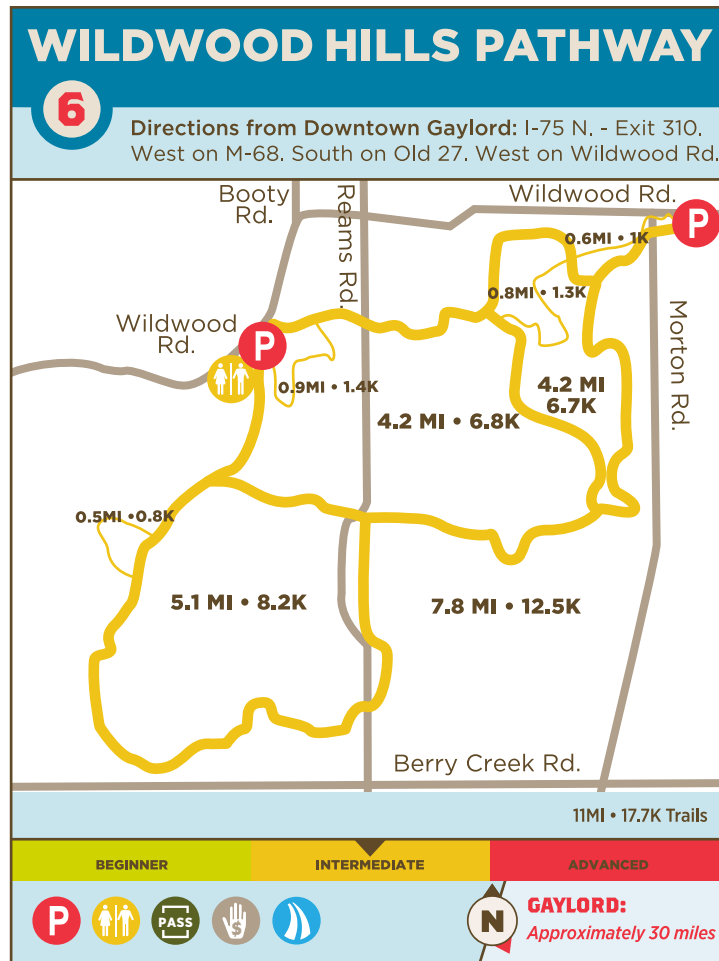 WILDWOOD HILLS PATHWAY
6
Directions from Downtown Gaylord: I-75 N. - Exit 310.
West on M-68. South on Old 27. West on Wildwood Rd.
Booty
Rd.
Reams Rd.
Wildwood Rd.
P
0.6MI • 1K
0.8MI • 1.3K
Morton Rd.
Wildwood
Rd.
P
0.9MI • 1.4K
4.2 MI
6.7K
4.2 MI • 6.8K
0.5MI •0.8K
5.1 MI • 8.2K
7.8 MI • 12.5K
Berry Creek Rd.
11MI • 17.7K Trails
BEGINNER
INTERMEDIATE
ADVANCED
P
PASS
$
N
GAYLORD:
Approximately 30 miles